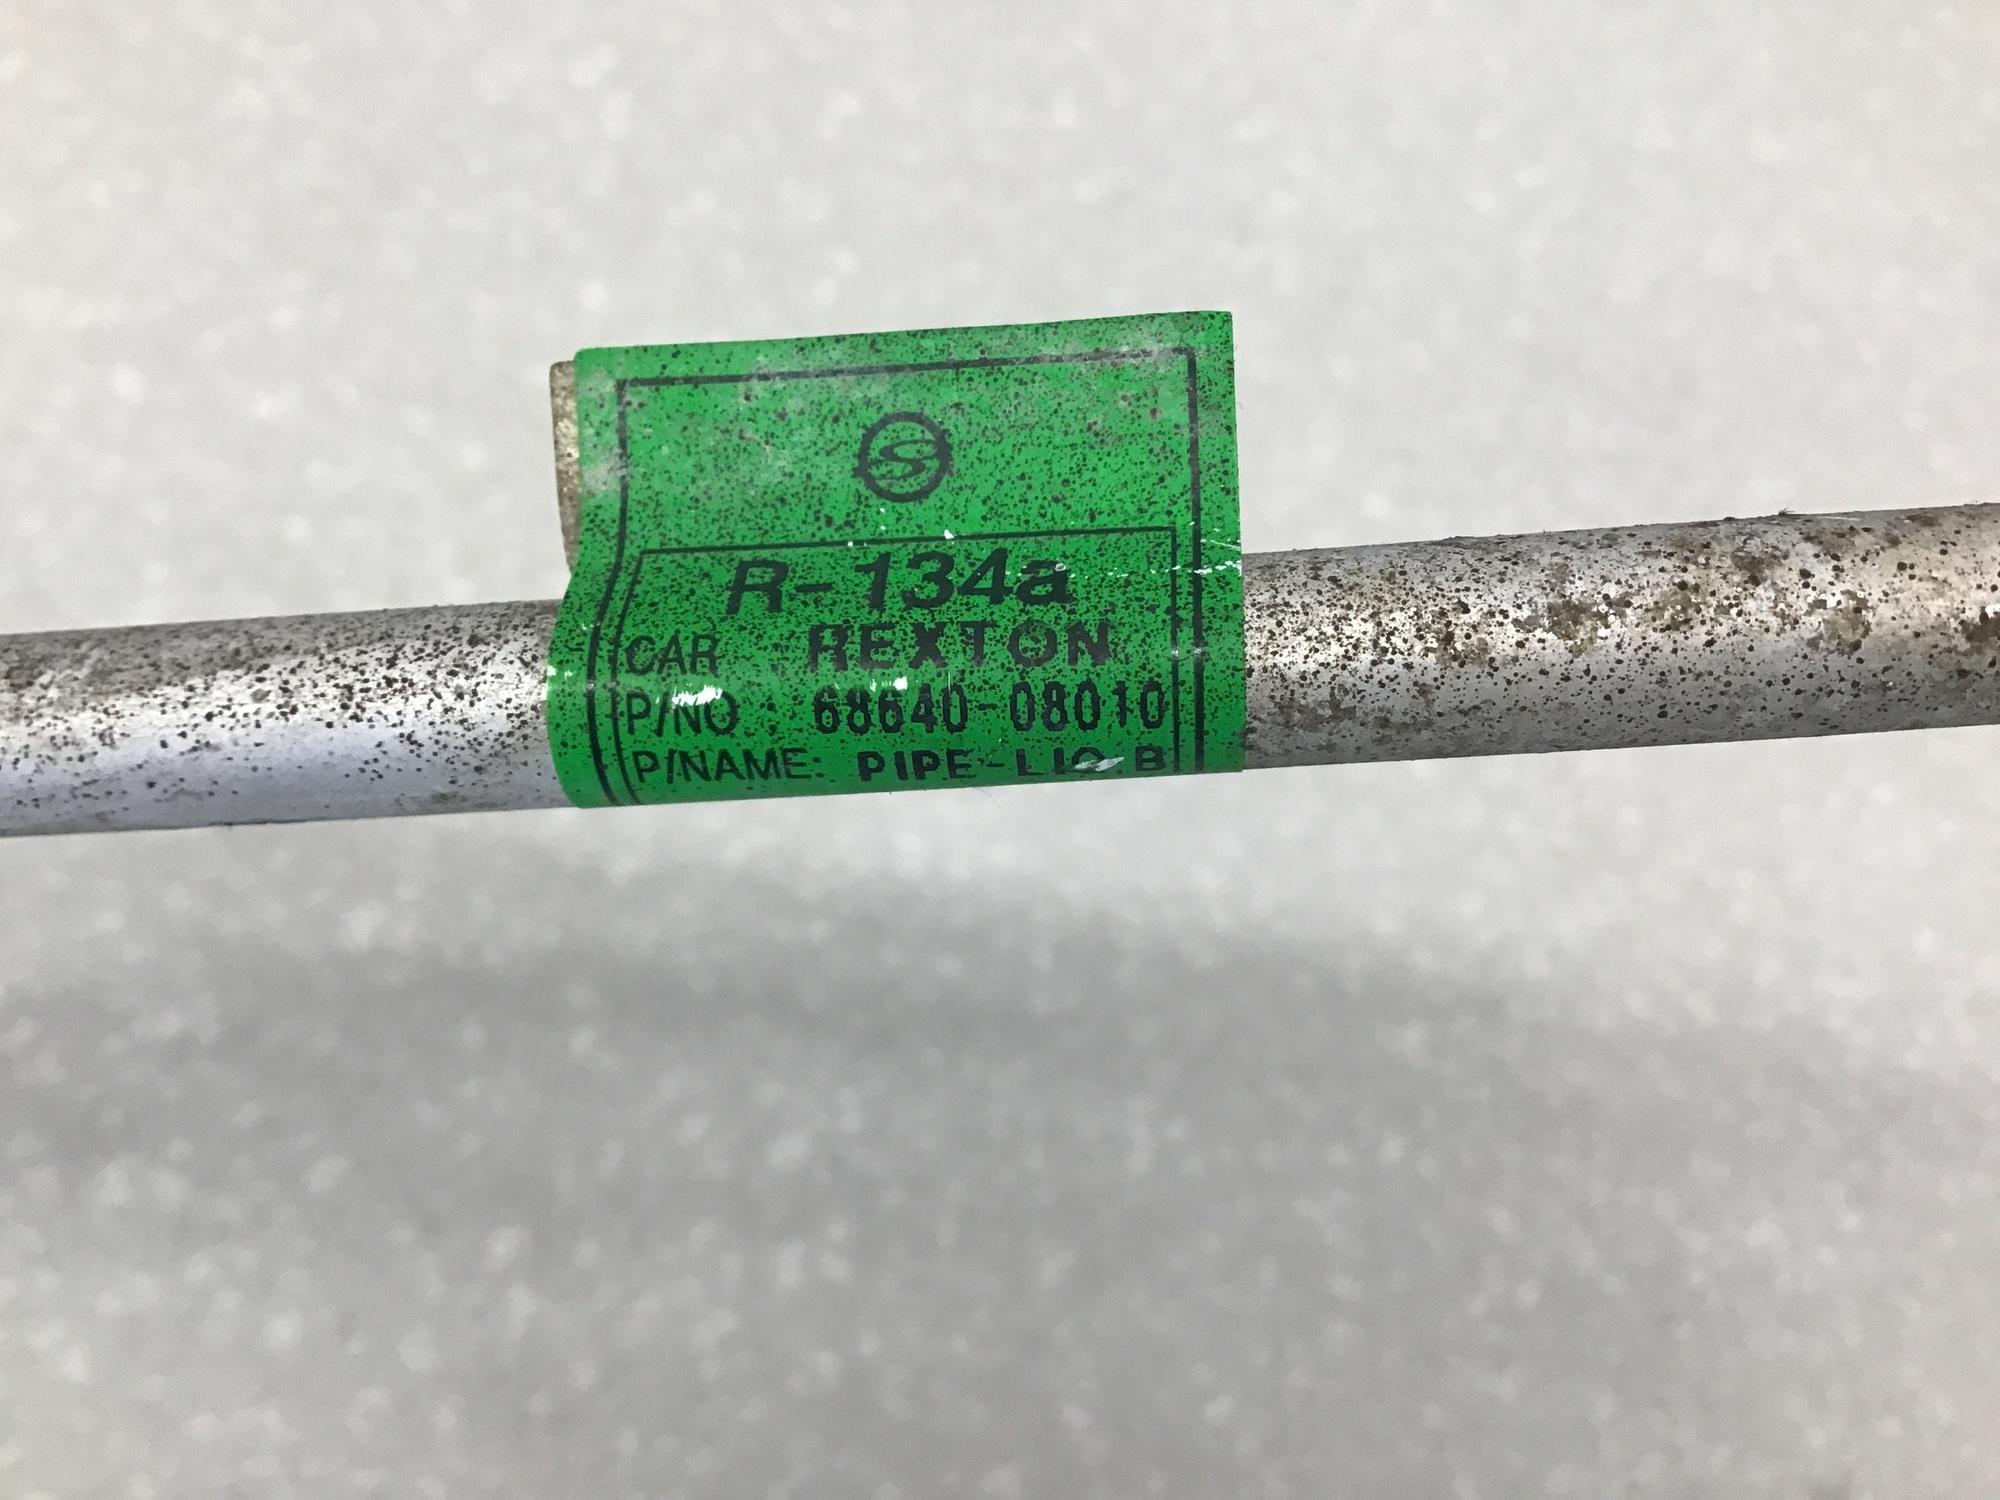 S
R-134a
CAR REXTON
P/NO 68640-08010
P/NAME: PIPE-LIQ.B